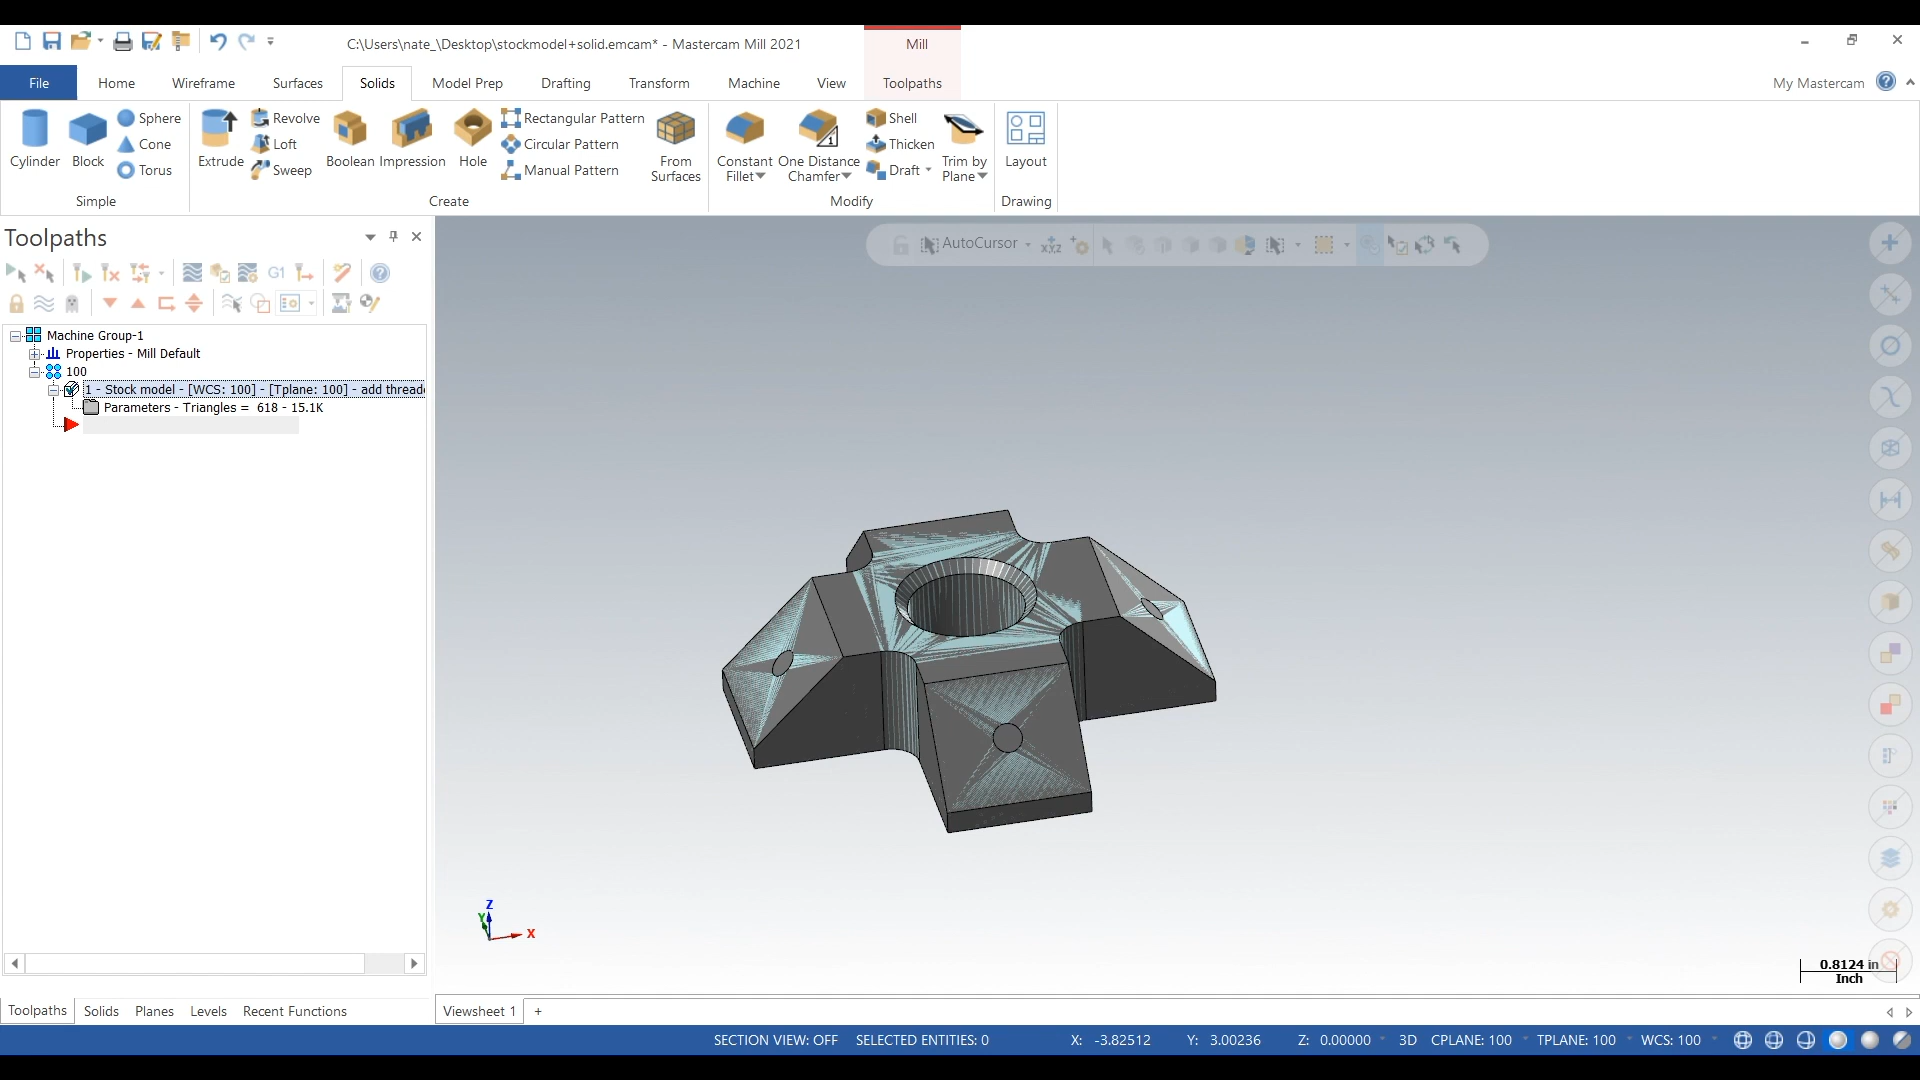 C:\Users\nate_\Desktop\stockmodel+solid.emcam* - Mastercam Mill 2021
Mill
File Home Wireframe Surfaces Solids Model Prep Drafting Transform Machine View Toolpaths
My Mastercam
Cylinder
Block
Sphere
Cone
Torus
Simple
Extrude
Revolve
Loft
Sweep
Boolean
Impression
Hole
Rectangular Pattern
Circular Pattern
Manual Pattern
From
Surfaces
Create
Constant
Fillet
One Distance
Chamfer
1
Shell
Thicken
Draft
Trim by
Plane
Modify
Layout
Drawing
Toolpaths
G1
AutoCursor
xyz
Machine Group-1
Properties - Mill Default
100
1 - Stock model - [WCS: 100] - [Tplane: 100] - add thread
Parameters - Triangles = 618 - 15.1K
Z
Y
X
0.8124 in
Inch
Toolpaths Solids Planes Levels Recent Functions
Viewsheet 1 +
SECTION VIEW: OFF SELECTED ENTITIES: 0 X: -3.82512 Y: 3.00236 Z: 0.00000 3D CPLANE: 100 TPLANE: 100 WCS: 100